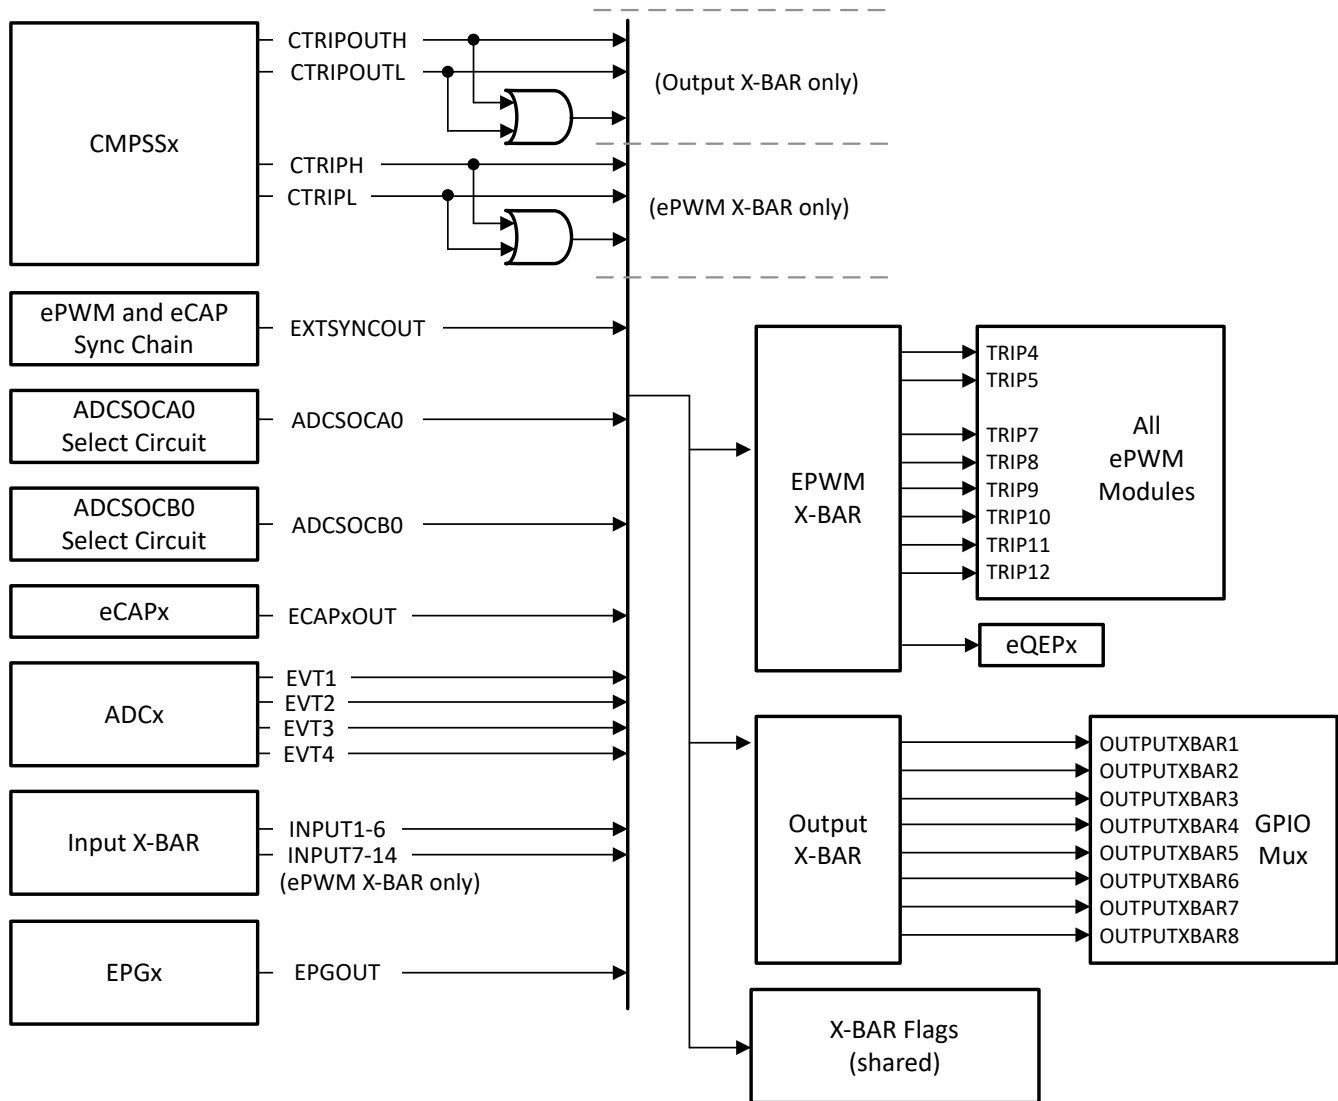 CMPSSx
CTRIPOUTH
CTRIPOUTL
(Output X-BAR only)
CTRIPH
CTRIPL
(ePWM X-BAR only)
ePWM and eCAP
Sync Chain
EXTSYNCOUT
ADCSOCA0
Select Circuit
ADCSOCA0
ADCSOCB0
Select Circuit
ADCSOCB0
eCAPx
ECAPxOUT
ADCx
EVT1
EVT2
EVT3
EVT4
Input X-BAR
INPUT1-6
INPUT7-14
(ePWM X-BAR only)
EPGx
EPGOUT
EPWM
X-BAR
TRIP4
TRIP5
TRIP7
TRIP8
TRIP9
TRIP10
TRIP11
TRIP12
All
ePWM
Modules
eQEPx
Output
X-BAR
OUTPUTXBAR1
OUTPUTXBAR2
OUTPUTXBAR3
OUTPUTXBAR4
OUTPUTXBAR5
OUTPUTXBAR6
OUTPUTXBAR7
OUTPUTXBAR8
GPIO
Mux
X-BAR Flags
(shared)